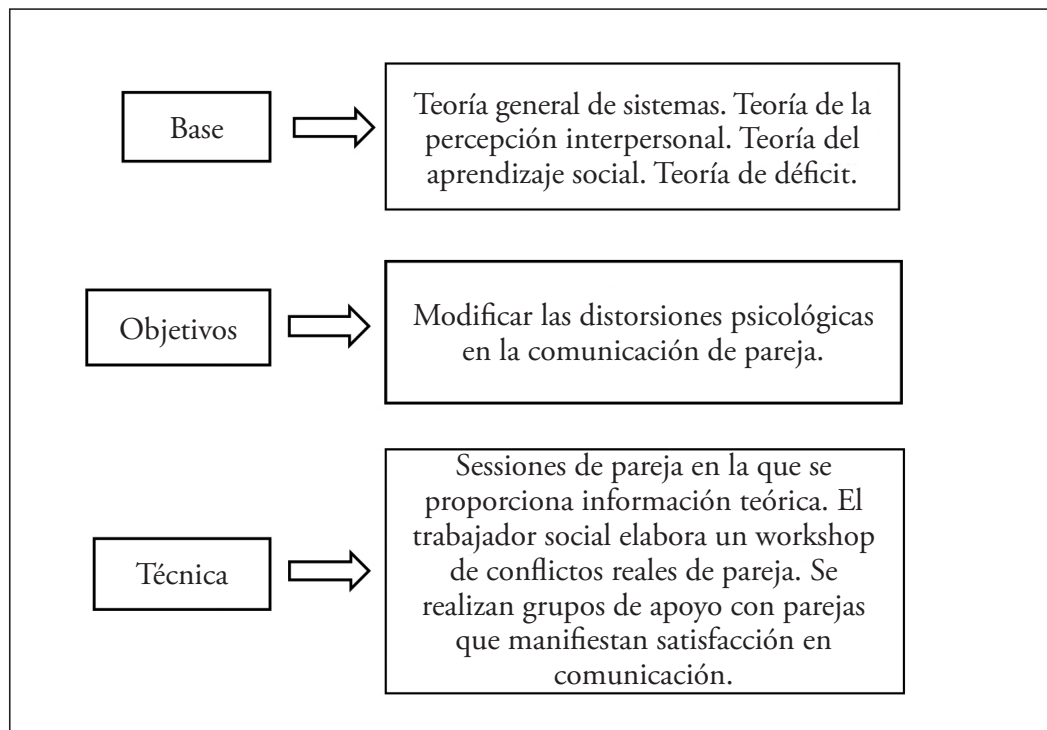 Base
Teoría general de sistemas. Teoría de la
percepción interpersonal. Teoría del
aprendizaje social. Teoría de déficit.
Objetivos
Modificar las distorsiones psicológicas
en la comunicación de pareja.
Técnica
Sessiones de pareja en la que se
proporciona información teórica. El
trabajador social elabora un workshop
de conflictos reales de pareja. Se
realizan grupos de apoyo con parejas
que manifiestan satisfacción en
comunicación.